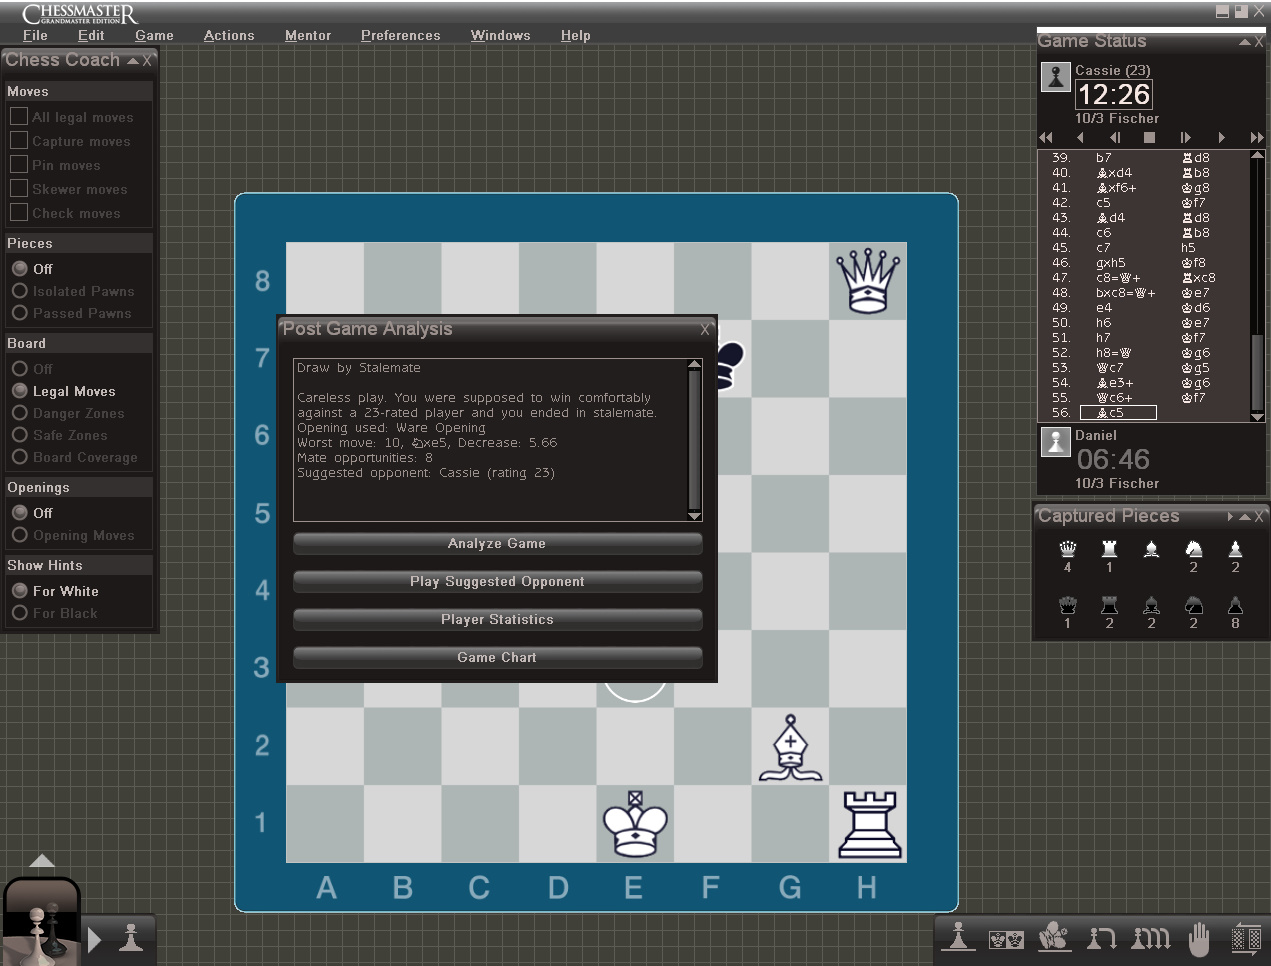 CHESSMASTER
GRANDMASTER EDITION
File Edit Game Actions Mentor Preferences Windows Help
Chess Coach X
Moves
All legal moves
Capture moves
Pin moves
Skewer moves
Check moves
Pieces
Off
Isolated Pawns
Passed Pawns
Board
Off
Legal Moves
Danger Zones
Safe Zones
Board Coverage
Openings
Off
Opening Moves
Show Hints
For White
For Black
8
7
6
5
4
3
2
1
A B C D E F G H
Post Game Analysis X
Draw by Stalemate
Careless play. You were supposed to win comfortably
against a 23-rated player and you ended in stalemate.
Opening used: Ware Opening
Worst move: 10, ♘xe5, Decrease: 5.66
Mate opportunities: 8
Suggested opponent: Cassie (rating 23)
Analyze Game
Play Suggested Opponent
Player Statistics
Game Chart
Game Status X
Cassie (23)
12:26
10/3 Fischer
39. b7 ♖d8
40. ♗xd4 ♖b8
41. ♗xf6+ ♔g8
42. c5 ♔f7
43. ♗d4 ♖d8
44. c6 ♖b8
45. c7 h5
46. gxh5 ♔f8
47. c8=♕+ ♖xc8
48. bxc8=♕+ ♔e7
49. e4 ♔d6
50. h6 ♔e7
51. h7 ♔f7
52. h8=♕ ♔g6
53. ♕c7 ♔g5
54. ♗e3+ ♔g6
55. ♕c6+ ♔f7
56. ♗c5
Daniel
06:46
10/3 Fischer
Captured Pieces X
4 1 2 2
1 2 2 2 8